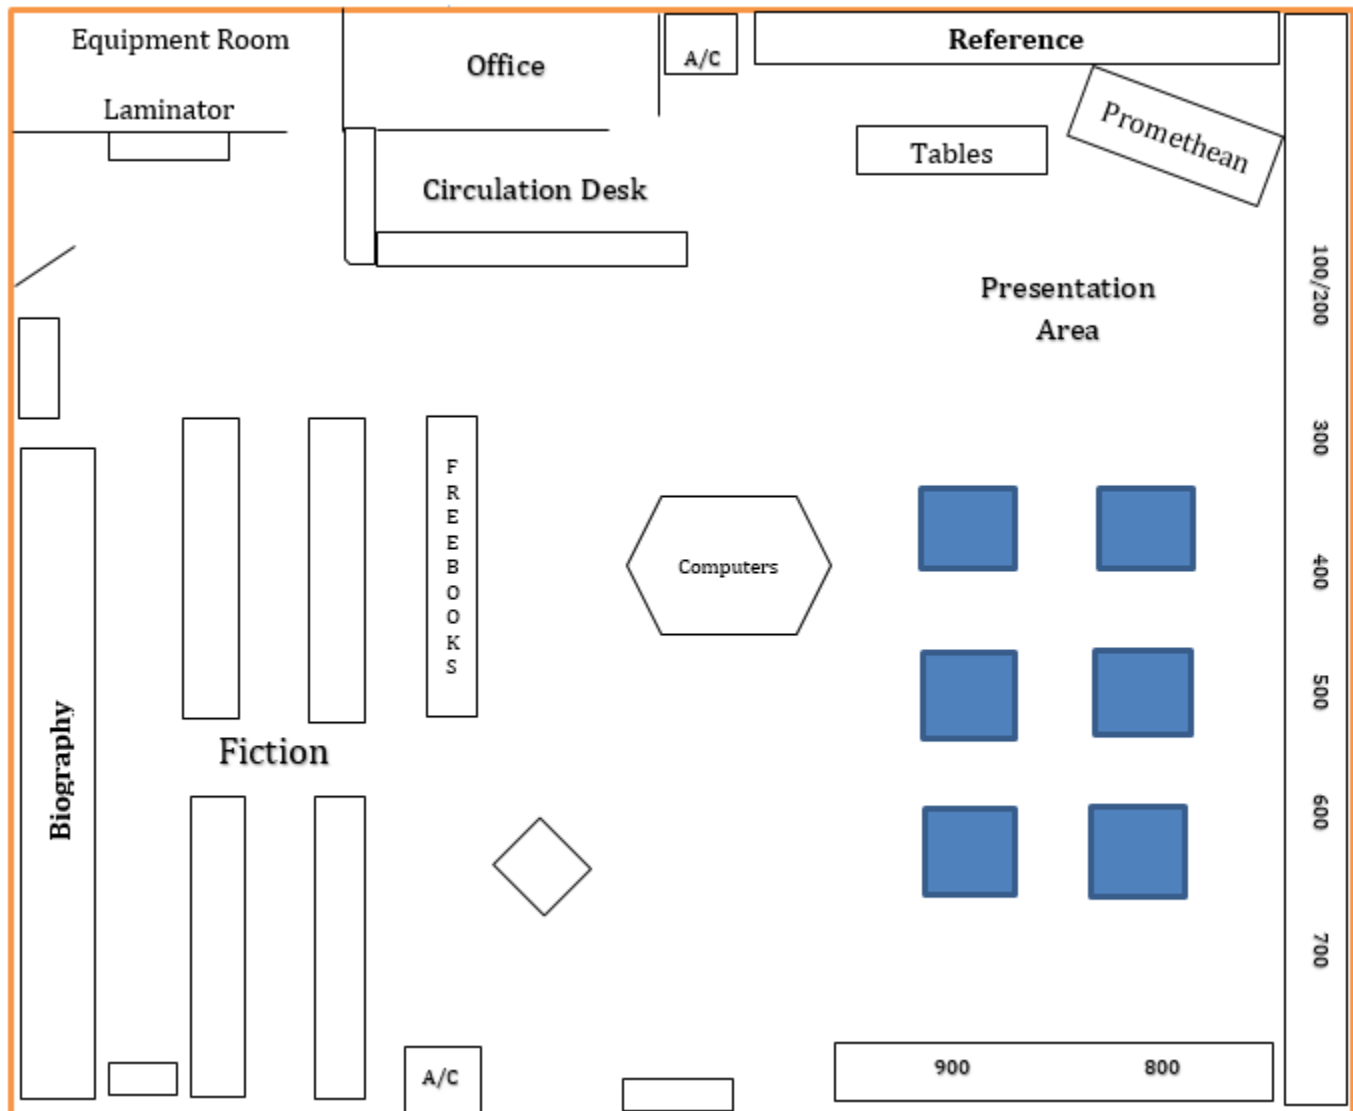 Equipment Room
Laminator
Office
A/C
Reference
Promethean
Tables
Circulation Desk
Presentation
Area
100/200
300
400
500
600
700
F
R
E
E
B
O
O
K
S
Computers
Fiction
Biography
A/C
900
800